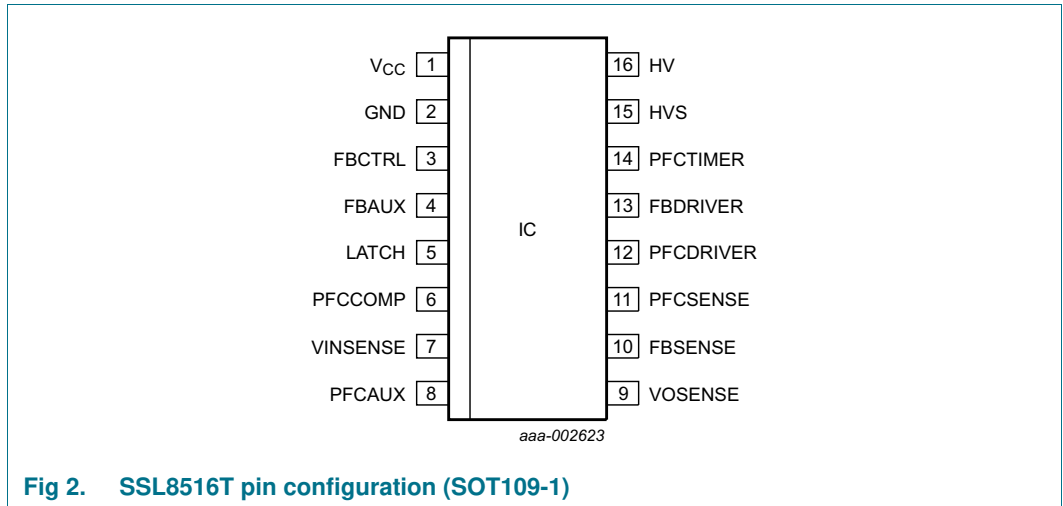 VCC 1 16 HV
GND 2 15 HVS
FBCTRL 3 14 PFCTIMER
FBAUX 4 13 FBDRIVER
IC
LATCH 5 12 PFCDRIVER
PFCCOMP 6 11 PFCSENSE
VINSENSE 7 10 FBSENSE
PFCAUX 8 9 VOSENSE
aaa-002623
Fig 2. SSL8516T pin configuration (SOT109-1)